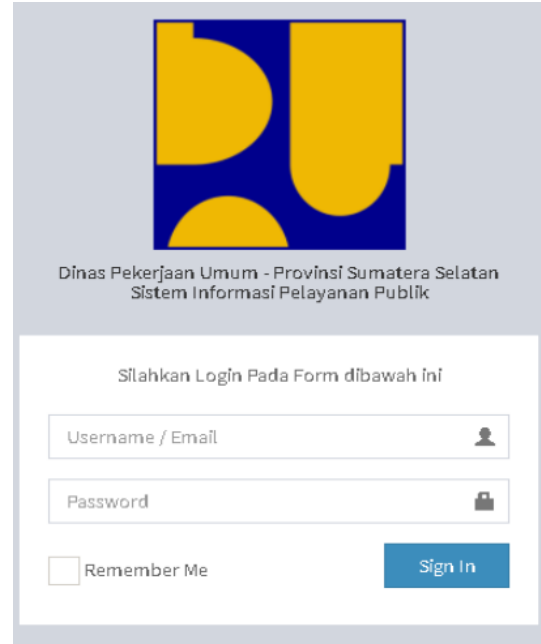 Dinas Pekerjaan Umum - Provinsi Sumatera Selatan
Sistem Informasi Pelayanan Publik
Silahkan Login Pada Form dibawah ini
Username / Email
Password
Remember Me
Sign In